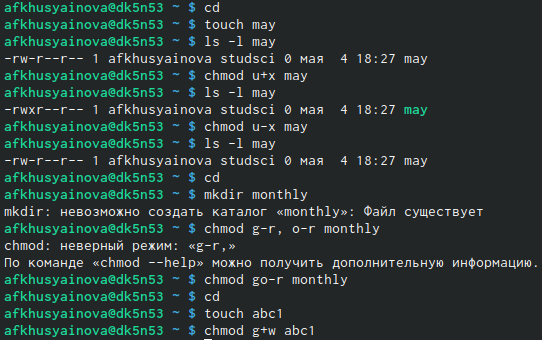 afkhusyainova@dk5n53 ~ $ cd
afkhusyainova@dk5n53 ~ $ touch may
afkhusyainova@dk5n53 ~ $ ls -l may
-rw-r--r-- 1 afkhusyainova studsci 0 мая  4 18:27 may
afkhusyainova@dk5n53 ~ $ chmod u+x may
afkhusyainova@dk5n53 ~ $ ls -l may
-rwxr--r-- 1 afkhusyainova studsci 0 мая  4 18:27 may
afkhusyainova@dk5n53 ~ $ chmod u-x may
afkhusyainova@dk5n53 ~ $ ls -l may
-rw-r--r-- 1 afkhusyainova studsci 0 мая  4 18:27 may
afkhusyainova@dk5n53 ~ $ cd
afkhusyainova@dk5n53 ~ $ mkdir monthly
mkdir: невозможно создать каталог «monthly»: Файл существует
afkhusyainova@dk5n53 ~ $ chmod g-r, o-r monthly
chmod: неверный режим: «g-r,»
По команде «chmod --help» можно получить дополнительную информацию.
afkhusyainova@dk5n53 ~ $ chmod go-r monthly
afkhusyainova@dk5n53 ~ $ cd
afkhusyainova@dk5n53 ~ $ touch abc1
afkhusyainova@dk5n53 ~ $ chmod g+w abc1